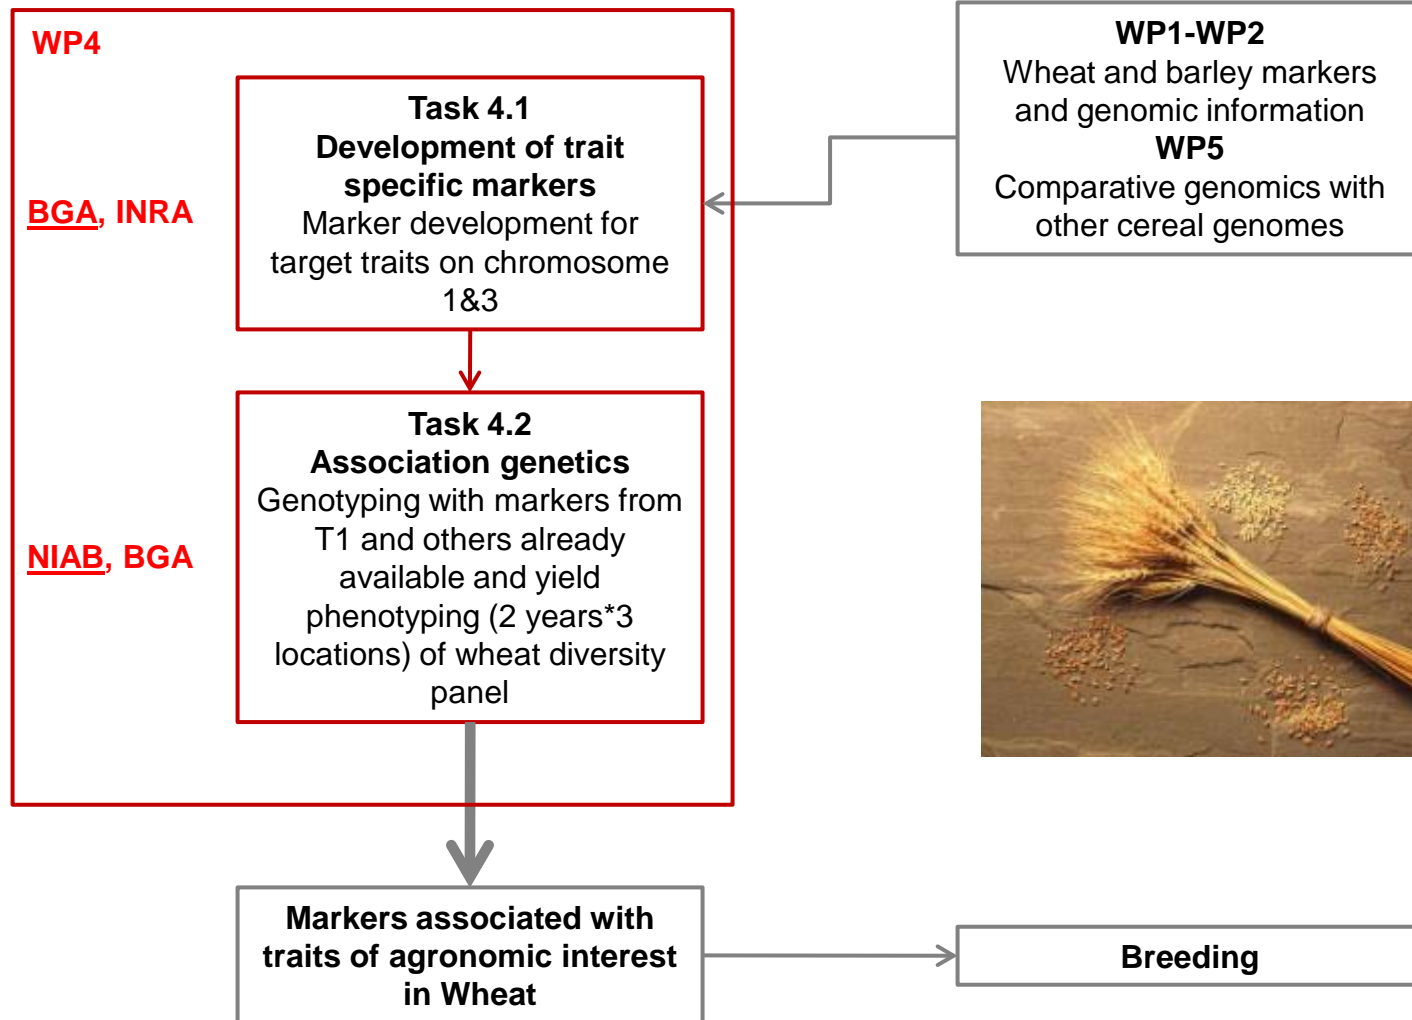 WP4
Task 4.1
Development of trait
specific markers
Marker development for
target traits on chromosome
1&3
BGA, INRA
WP1-WP2
Wheat and barley markers
and genomic information
WP5
Comparative genomics with
other cereal genomes
Task 4.2
Association genetics
Genotyping with markers from
T1 and others already
available and yield
phenotyping (2 years*3
locations) of wheat diversity
panel
NIAB, BGA
Markers associated with
traits of agronomic interest
in Wheat
Breeding